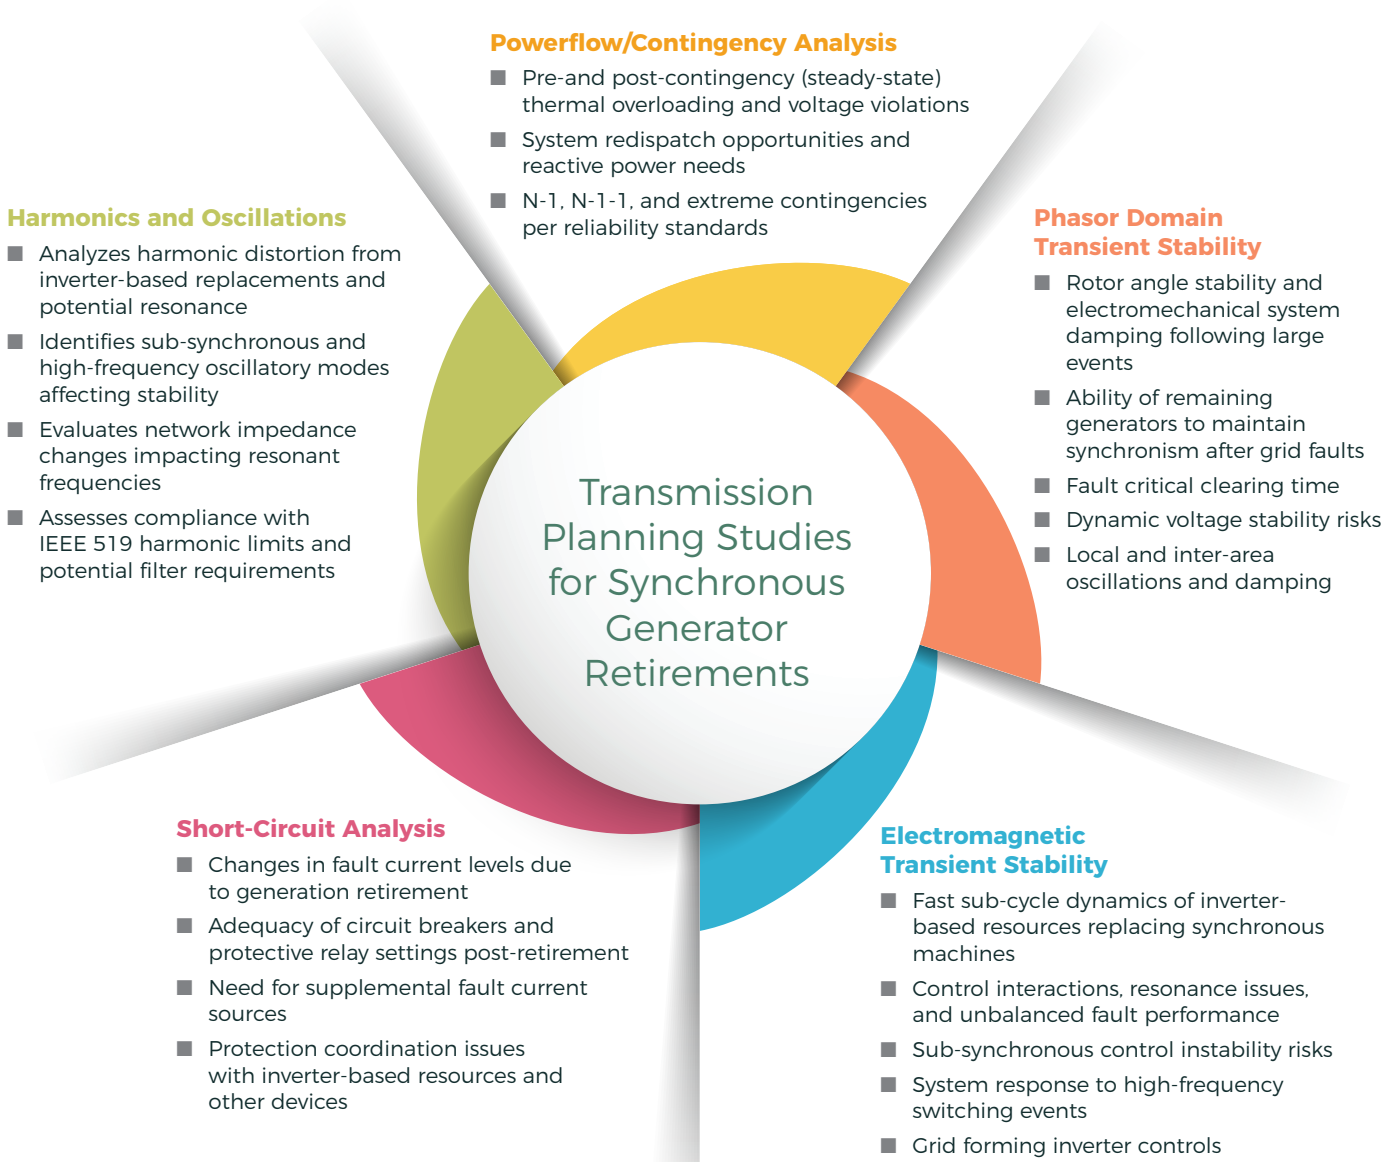 Powerflow/Contingency Analysis
■ Pre-and post-contingency (steady-state)
thermal overloading and voltage violations
■ System redispatch opportunities and
reactive power needs
■ N-1, N-1-1, and extreme contingencies
per reliability standards
Harmonics and Oscillations
■ Analyzes harmonic distortion from
inverter-based replacements and
potential resonance
■ Identifies sub-synchronous and
high-frequency oscillatory modes
affecting stability
■ Evaluates network impedance
changes impacting resonant
frequencies
■ Assesses compliance with
IEEE 519 harmonic limits and
potential filter requirements
Phasor Domain
Transient Stability
■ Rotor angle stability and
electromechanical system
damping following large
events
■ Ability of remaining
generators to maintain
synchronism after grid faults
■ Fault critical clearing time
■ Dynamic voltage stability risks
■ Local and inter-area
oscillations and damping
Transmission
Planning Studies
for Synchronous
Generator
Retirements
Short-Circuit Analysis
■ Changes in fault current levels due
to generation retirement
■ Adequacy of circuit breakers and
protective relay settings post-retirement
■ Need for supplemental fault current
sources
■ Protection coordination issues
with inverter-based resources and
other devices
Electromagnetic
Transient Stability
■ Fast sub-cycle dynamics of inverter-
based resources replacing synchronous
machines
■ Control interactions, resonance issues,
and unbalanced fault performance
■ Sub-synchronous control instability risks
■ System response to high-frequency
switching events
■ Grid forming inverter controls